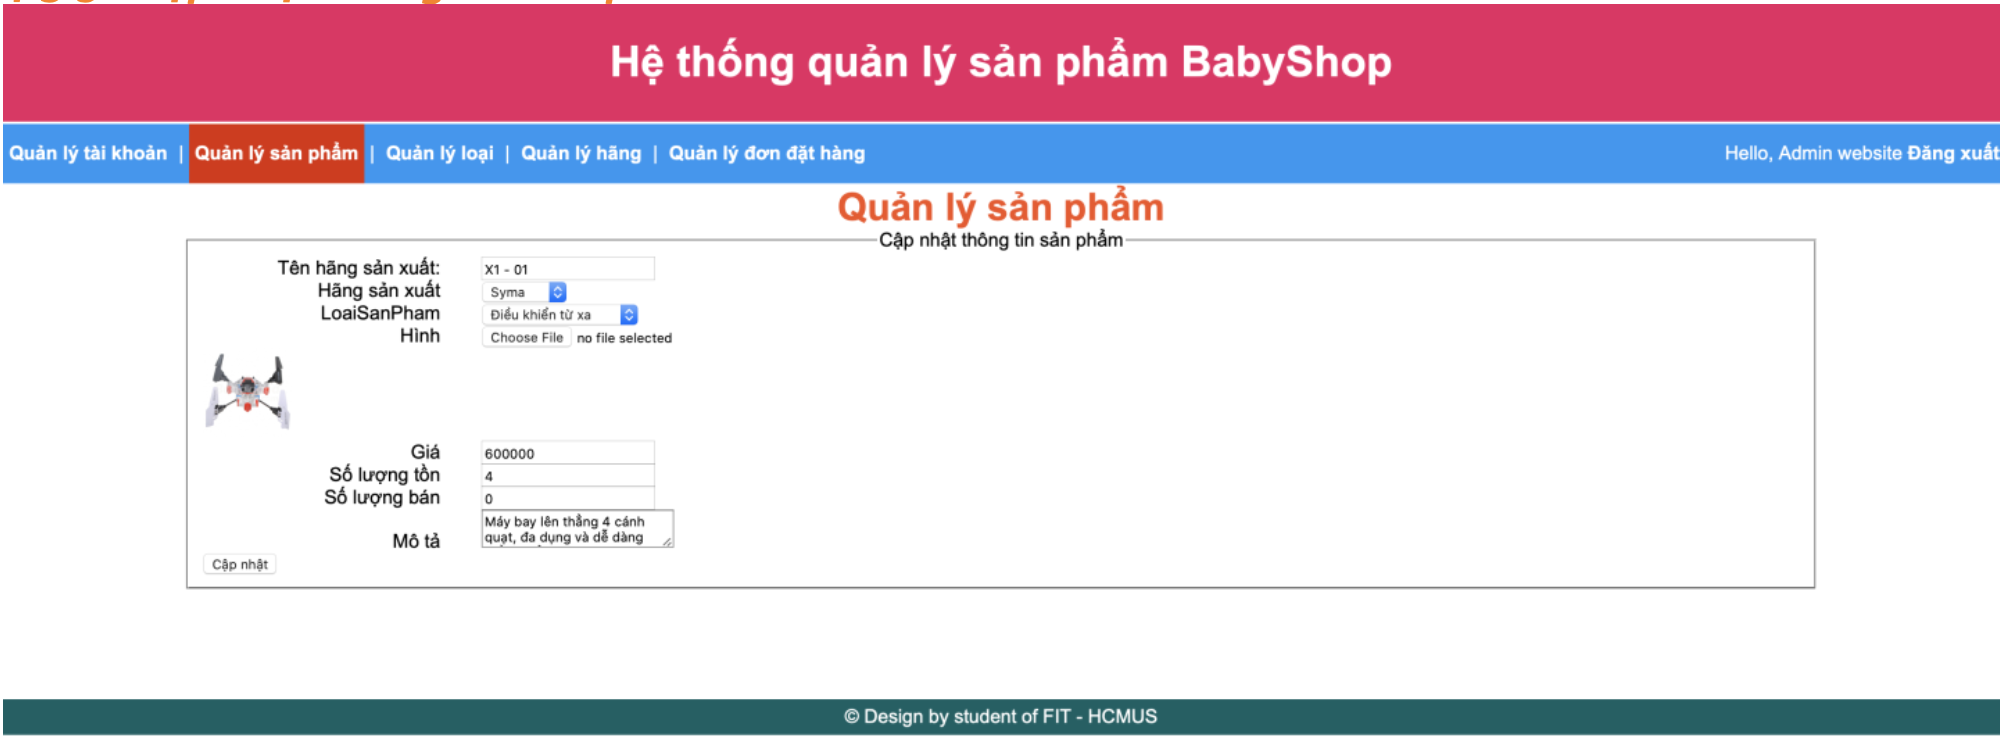 Hệ thống quản lý sản phẩm BabyShop
Quản lý tài khoản | Quản lý sản phẩm | Quản lý loại | Quản lý hãng | Quản lý đơn đặt hàng Hello, Admin website Đăng xuất
Quản lý sản phẩm
Cập nhật thông tin sản phẩm
Tên hãng sản xuất: X1 - 01
Hãng sản xuất Syma
LoaiSanPham Điều khiển từ xa
Hình Choose File no file selected
Giá 600000
Số lượng tồn 4
Số lượng bán 0
Mô tả Máy bay lên thẳng 4 cánh
quạt, đa dụng và dễ dàng
Cập nhật
© Design by student of FIT - HCMUS